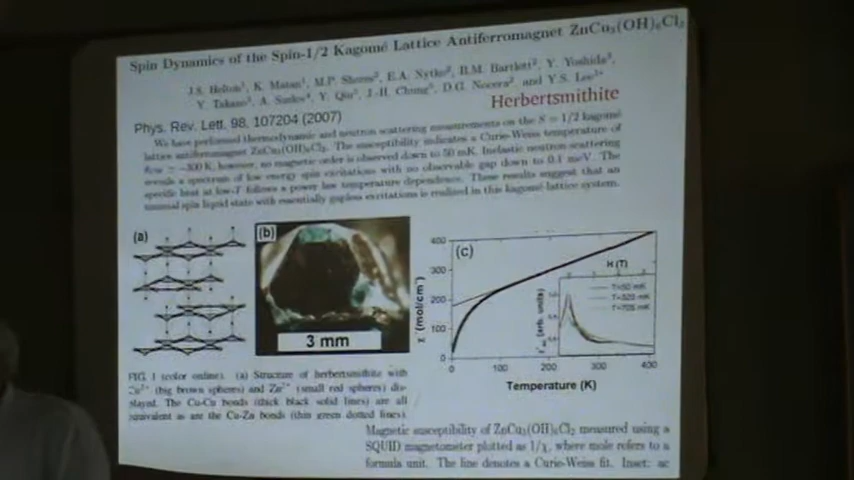 Spin Dynamics of the Spin-1/2 Kagomé Lattice Antiferromagnet ZnCu3(OH)6Cl2
J.S. Helton1, K. Matan1, M.P. Shores2, E.A. Nytko2, B.M. Bartlett2, Y. Yoshida3,
Y. Takano3, A. Suslov4, Y. Qiu5, J.-H. Chung5, D.G. Nocera2 and Y.S. Lee1*
Herbertsmithite
Phys. Rev. Lett. 98, 107204 (2007)
We have performed thermodynamic and neutron scattering measurements on the S = 1/2 kagomé
lattice antiferromagnet ZnCu3(OH)6Cl2. The susceptibility indicates a Curie-Weiss temperature of
θCW ≃ −300 K; however, no magnetic order is observed down to 50 mK. Inelastic neutron scattering
reveals a spectrum of low energy spin excitations with no observable gap down to 0.1 meV. The
specific heat at low-T follows a power law temperature dependence. These results suggest that an
unusual spin liquid state with essentially gapless excitations is realized in this kagomé lattice system.
(a)
(b)
3 mm
(c)
400
300
200
100
0
χ-1 (mol/cm3)
0
100
200
300
400
Temperature (K)
H (T)
χ'ac (arb. units)
T=50 mK
T=705 mK
FIG. 1 (color online). (a) Structure of herbertsmithite with
Cu2+ (big brown spheres) and Zn2+ (small red spheres) dis-
played. The Cu-Cu bonds (thick black solid lines) are all
equivalent as are the Cu-Zn bonds (thin green dotted lines).
Magnetic susceptibility of ZnCu3(OH)6Cl2 measured using a
SQUID magnetometer plotted as 1/χ, where mole refers to a
formula unit. The line denotes a Curie-Weiss fit. Inset: ac